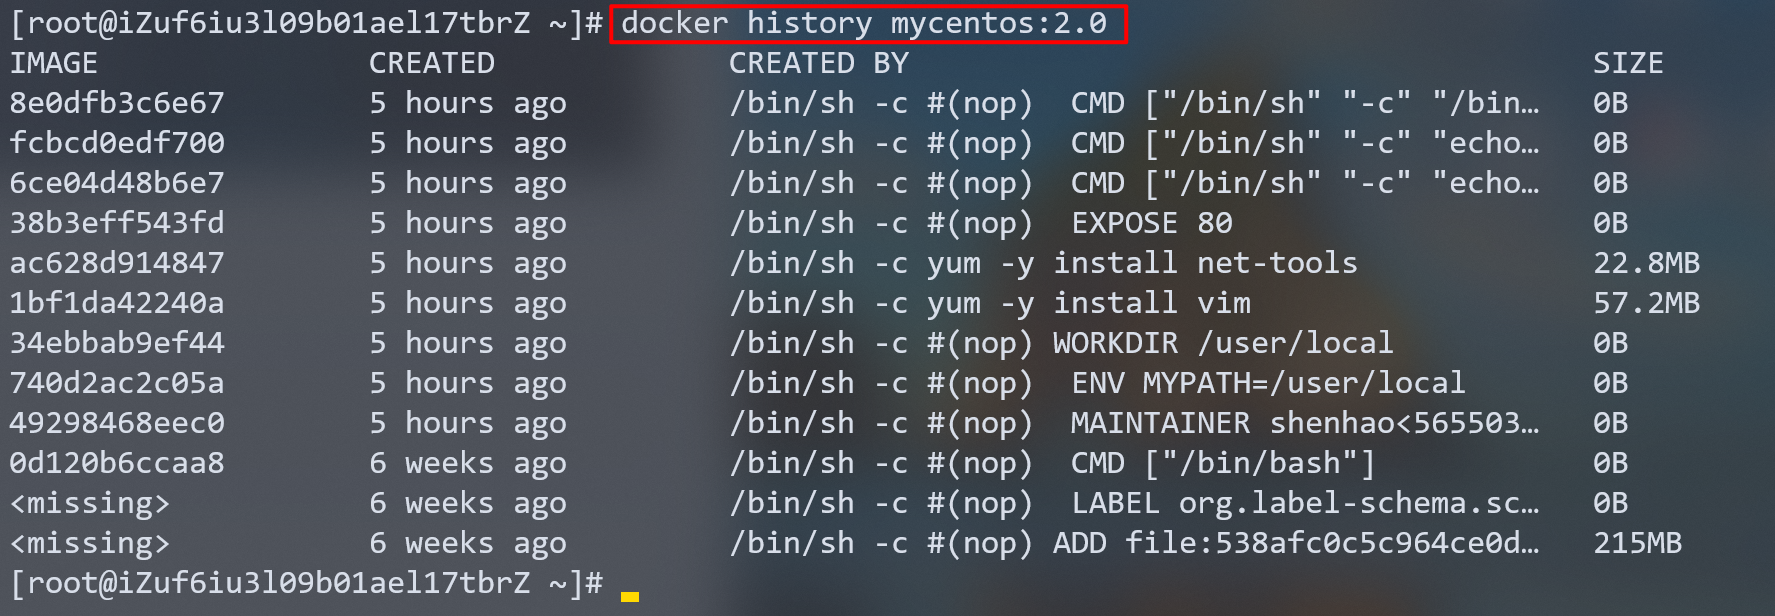 [root@iZuf6iu3l09b01ael17tbrZ ~]# docker history mycentos:2.0
IMAGE CREATED CREATED BY SIZE
8e0dfb3c6e67 5 hours ago /bin/sh -c #(nop)  CMD ["/bin/sh" "-c" "/bin… 0B
fcbcd0edf700 5 hours ago /bin/sh -c #(nop)  CMD ["/bin/sh" "-c" "echo… 0B
6ce04d48b6e7 5 hours ago /bin/sh -c #(nop)  CMD ["/bin/sh" "-c" "echo… 0B
38b3eff543fd 5 hours ago /bin/sh -c #(nop)  EXPOSE 80 0B
ac628d914847 5 hours ago /bin/sh -c yum -y install net-tools 22.8MB
1bf1da42240a 5 hours ago /bin/sh -c yum -y install vim 57.2MB
34ebbab9ef44 5 hours ago /bin/sh -c #(nop) WORKDIR /user/local 0B
740d2ac2c05a 5 hours ago /bin/sh -c #(nop)  ENV MYPATH=/user/local 0B
49298468eec0 5 hours ago /bin/sh -c #(nop)  MAINTAINER shenhao<565503… 0B
0d120b6ccaa8 6 weeks ago /bin/sh -c #(nop)  CMD ["/bin/bash"] 0B
<missing> 6 weeks ago /bin/sh -c #(nop)  LABEL org.label-schema.sc… 0B
<missing> 6 weeks ago /bin/sh -c #(nop) ADD file:538afc0c5c964ce0d… 215MB
[root@iZuf6iu3l09b01ael17tbrZ ~]#